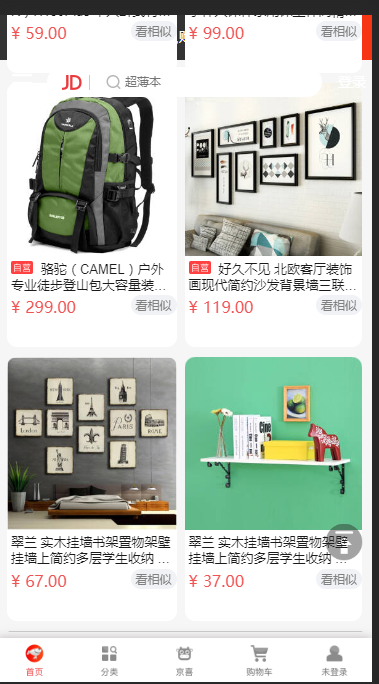 ¥ 59.00 看相似
¥ 99.00 看相似
JD 超薄本 登录
自营 骆驼（CAMEL）户外
专业徒步登山包大容量装…
¥ 299.00 看相似
自营 好久不见 北欧客厅装饰
画现代简约沙发背景墙三联…
¥ 119.00 看相似
London
PARIS
ROME
翠兰 实木挂墙书架置物架壁
挂墙上简约多层学生收纳 …
¥ 67.00 看相似
翠兰 实木挂墙书架置物架壁
挂墙上简约多层学生收纳 …
¥ 37.00 看相似
首页 分类 京喜 购物车 未登录